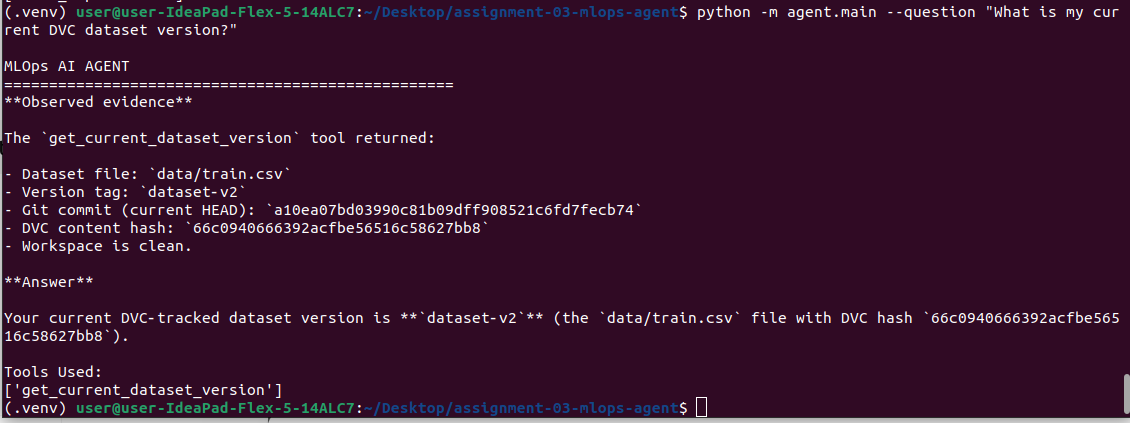 (.venv) user@user-IdeaPad-Flex-5-14ALC7:~/Desktop/assignment-03-mlops-agent$ python -m agent.main --question "What is my cur
rent DVC dataset version?"
MLOps AI AGENT
==================================================
**Observed evidence**
The `get_current_dataset_version` tool returned:
- Dataset file: `data/train.csv`
- Version tag: `dataset-v2`
- Git commit (current HEAD): `a10ea07bd03990c81b09dff908521c6fd7fecb74`
- DVC content hash: `66c0940666392acfbe56516c58627bb8`
- Workspace is clean.
**Answer**
Your current DVC-tracked dataset version is **`dataset-v2`** (the `data/train.csv` file with DVC hash `66c0940666392acfbe565
16c58627bb8`).
Tools Used:
['get_current_dataset_version']
(.venv) user@user-IdeaPad-Flex-5-14ALC7:~/Desktop/assignment-03-mlops-agent$